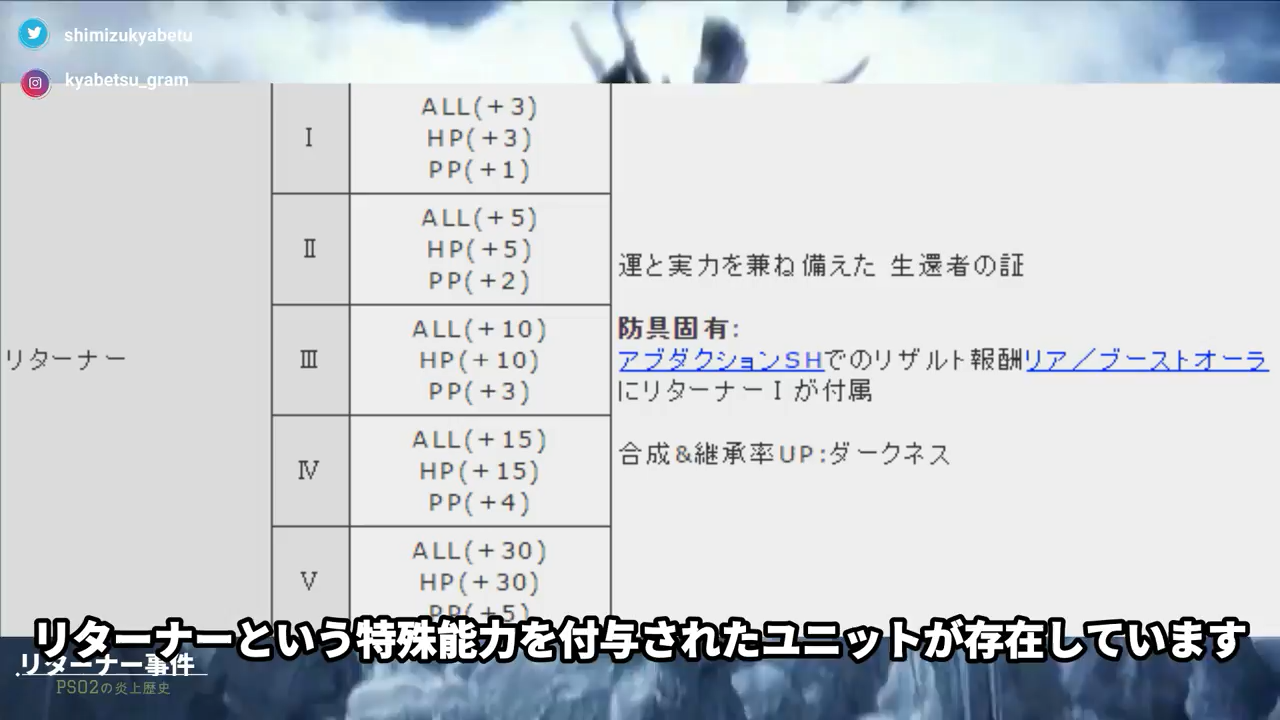 shimizukyabetu
kyabetsu_gram
リターナー
Ⅰ
ALL(+3)
HP(+3)
PP(+1)
Ⅱ
ALL(+5)
HP(+5)
PP(+2)
Ⅲ
ALL(+10)
HP(+10)
PP(+3)
Ⅳ
ALL(+15)
HP(+15)
PP(+4)
Ⅴ
ALL(+30)
HP(+30)
PP(+5)
運と実力を兼ね備えた 生還者の証
防具固有:
アブダクションSHでのリザルト報酬リア／ブーストオーラ
にリターナーⅠが付属
合成&継承率UP:ダークネス
リターナーという特殊能力を付与されたユニットが存在しています
リターナー事件
PSO2の炎上歴史